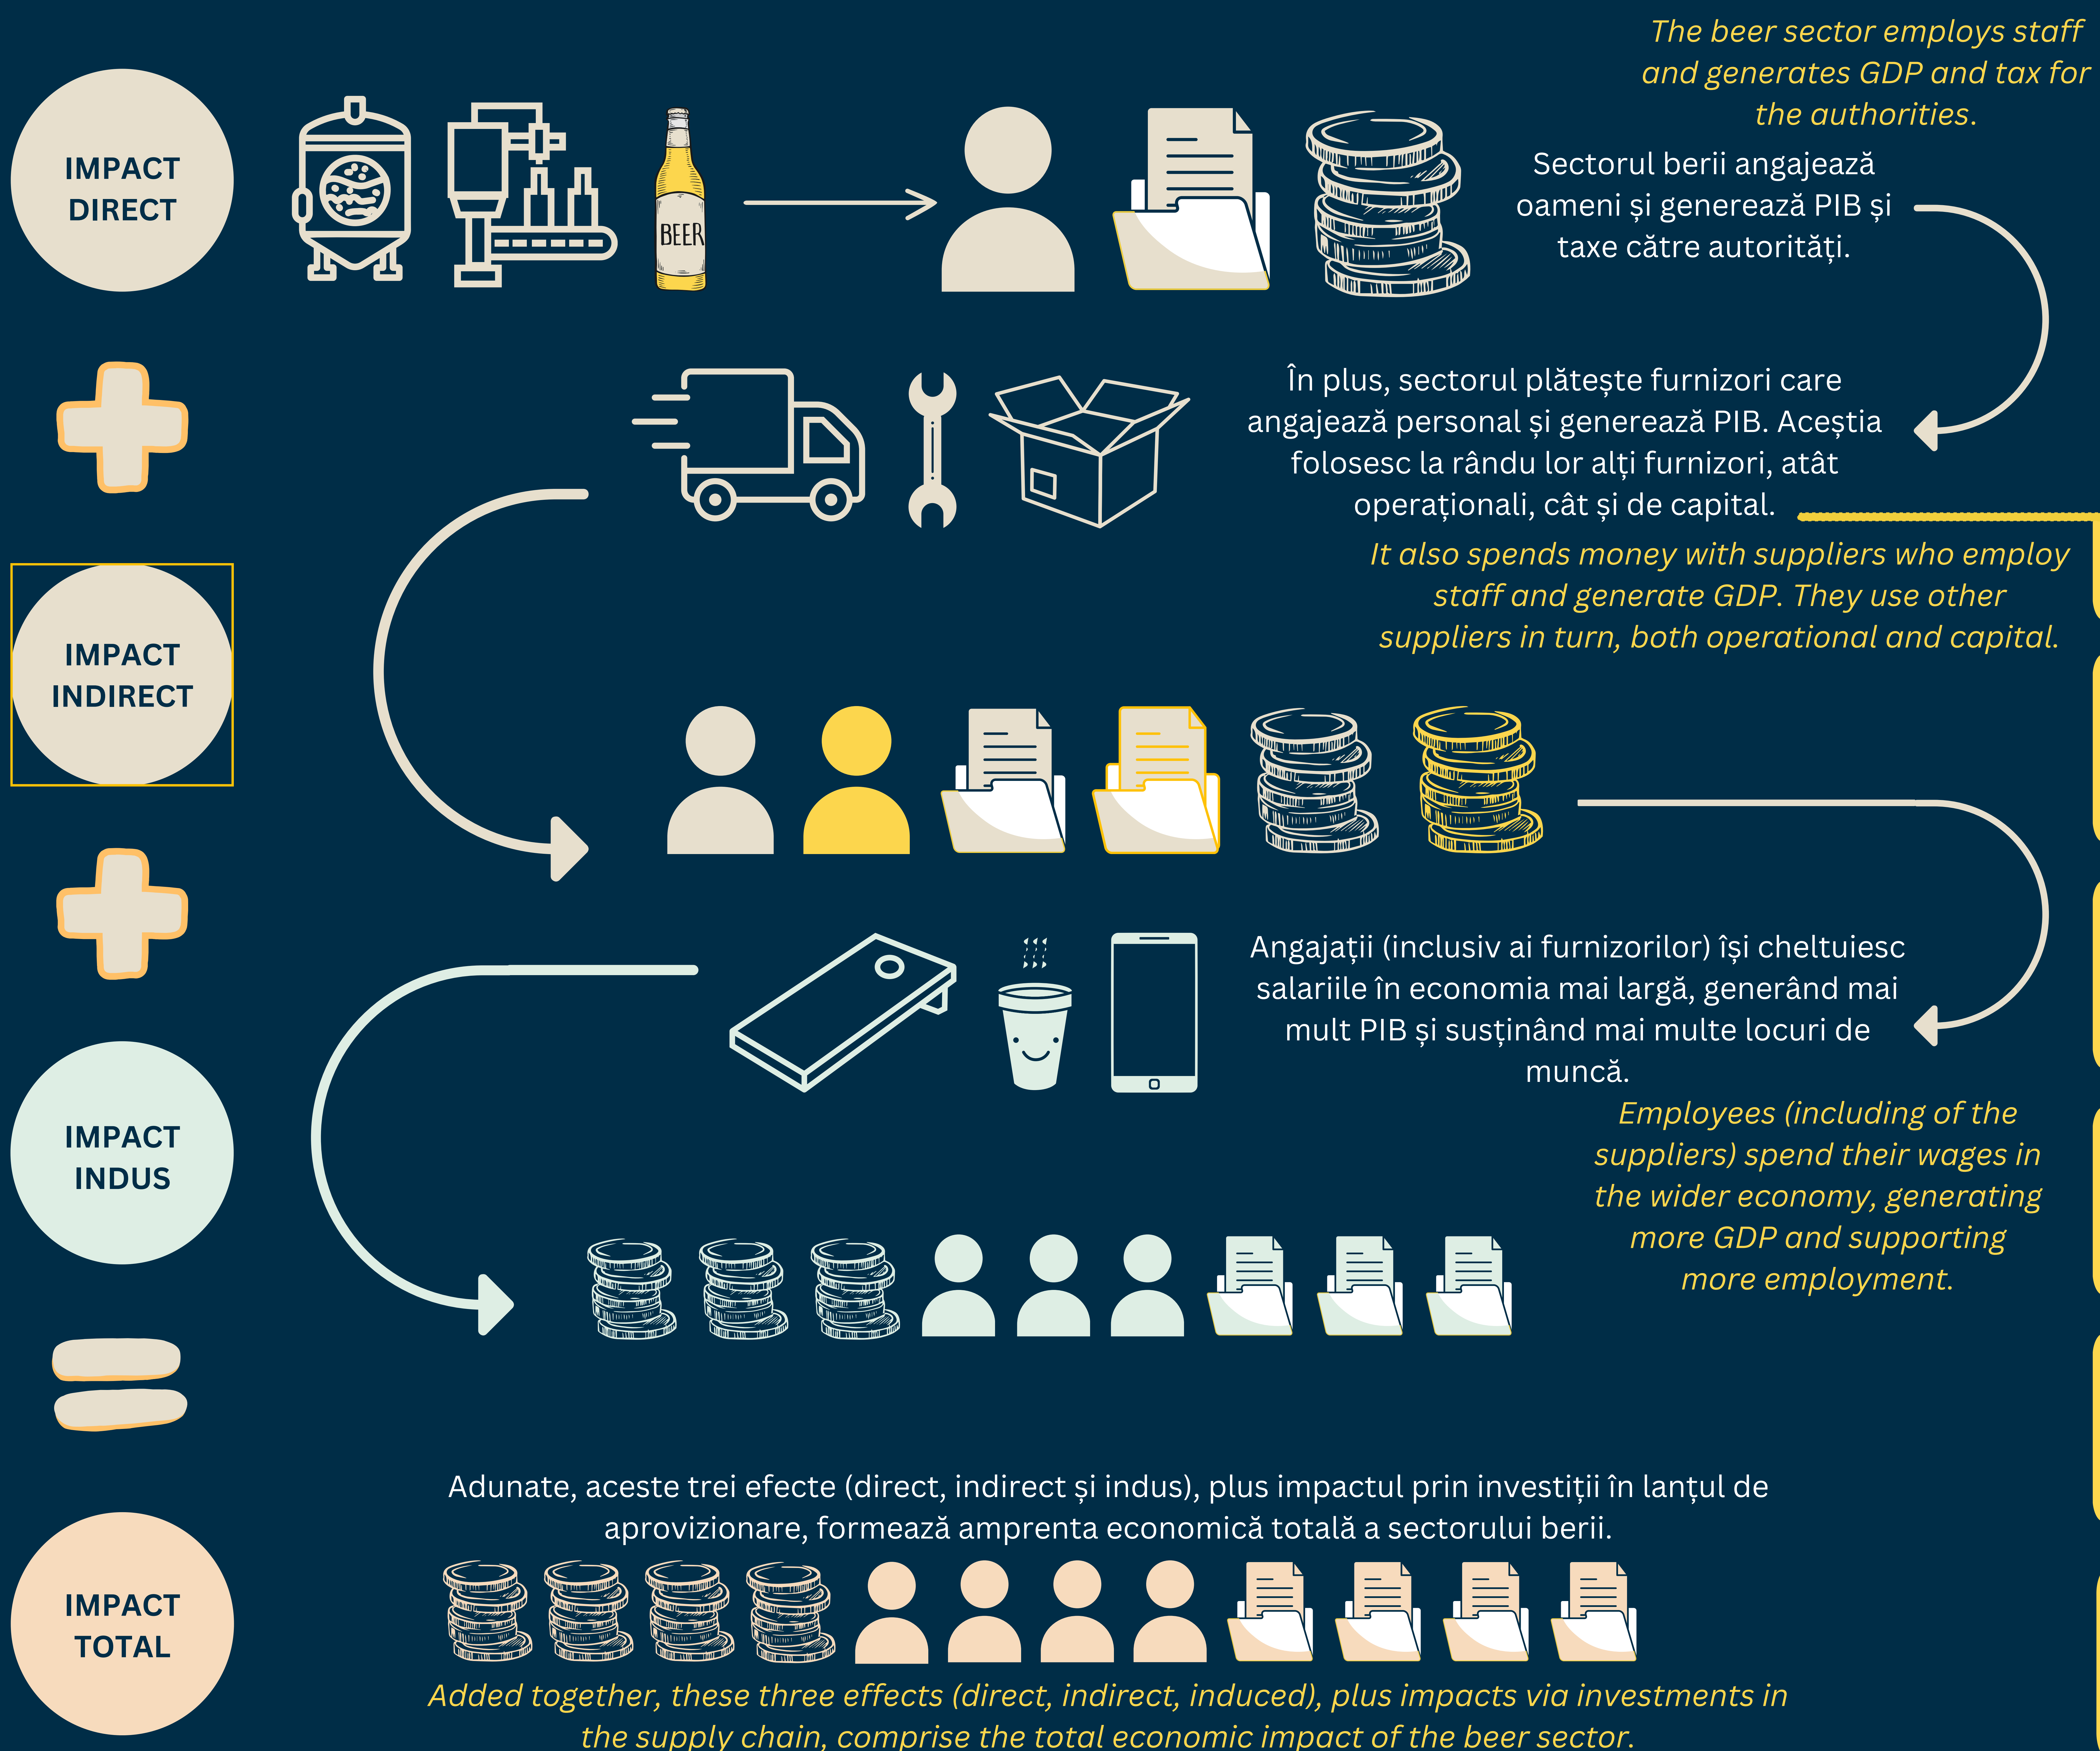 The beer sector employs staff
and generates GDP and tax for
the authorities.
IMPACT
DIRECT
BEER
Sectorul berii angajează
oameni și generează PIB și
taxe către autorități.
În plus, sectorul plătește furnizori care
angajează personal și generează PIB. Aceștia
folosesc la rându lor alți furnizori, atât
operaționali, cât și de capital.
It also spends money with suppliers who employ
staff and generate GDP. They use other
suppliers in turn, both operational and capital.
IMPACT
INDIRECT
Angajații (inclusiv ai furnizorilor) își cheltuiesc
salariile în economia mai largă, generând mai
mult PIB și susținând mai multe locuri de
muncă.
Employees (including of the
suppliers) spend their wages in
the wider economy, generating
more GDP and supporting
more employment.
IMPACT
INDUS
Adunate, aceste trei efecte (direct, indirect și indus), plus impactul prin investiții în lanțul de
aprovizionare, formează amprenta economică totală a sectorului berii.
IMPACT
TOTAL
Added together, these three effects (direct, indirect, induced), plus impacts via investments in
the supply chain, comprise the total economic impact of the beer sector.